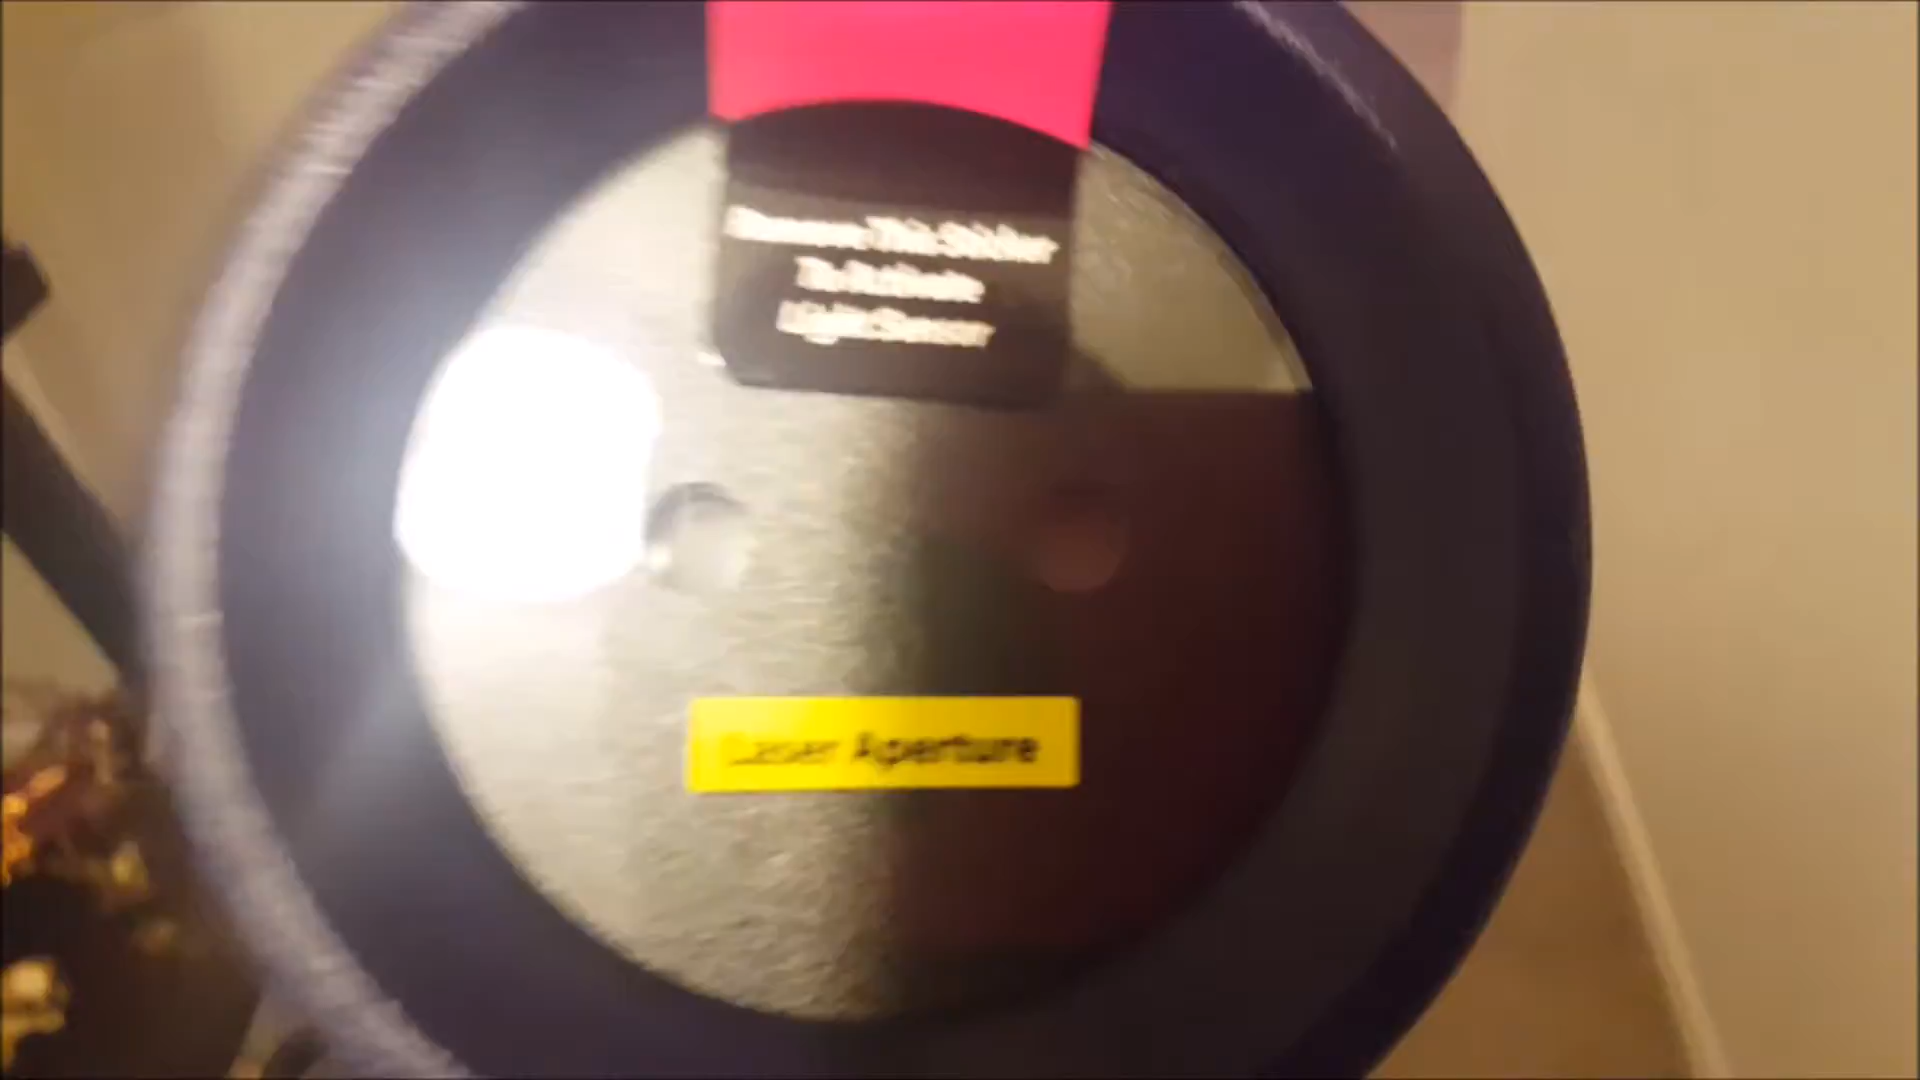 Remove This Sticker
To Activate
Light Sensor
Laser Aperture